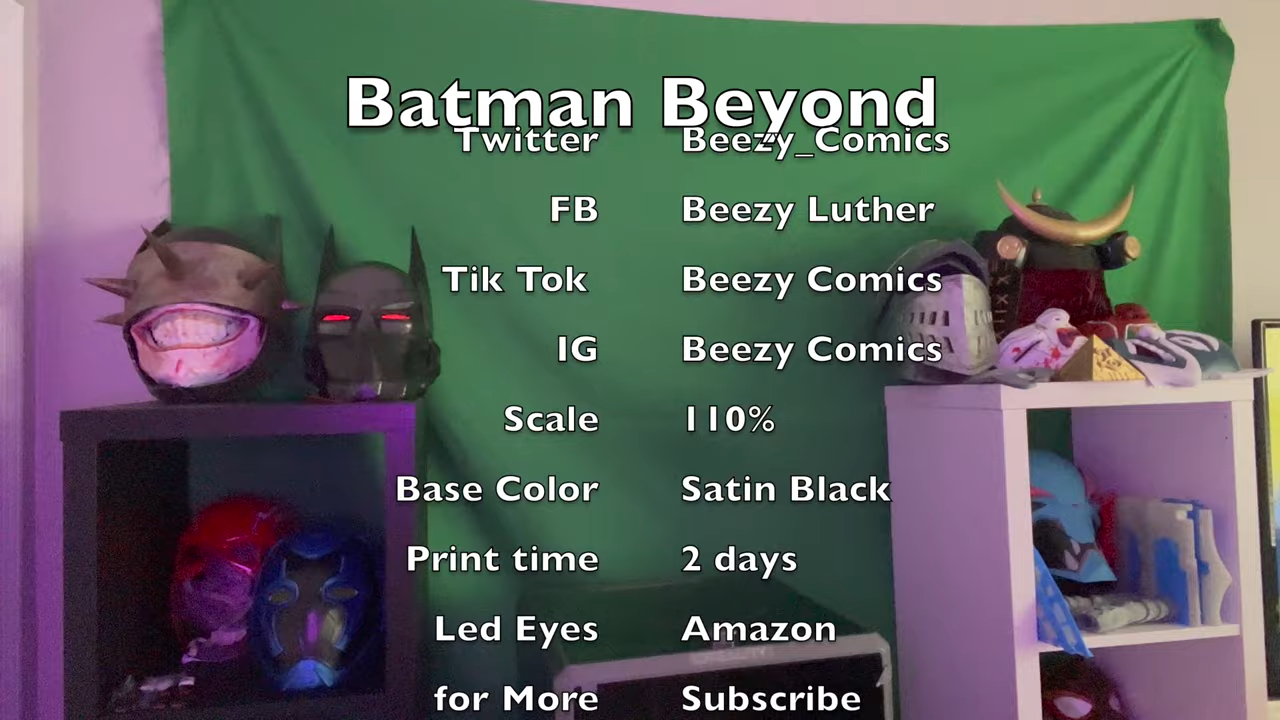 Batman Beyond
Twitter Beezy_Comics
FB Beezy Luther
Tik Tok Beezy Comics
IG Beezy Comics
Scale 110%
Base Color Satin Black
Print time 2 days
Led Eyes Amazon
for More Subscribe